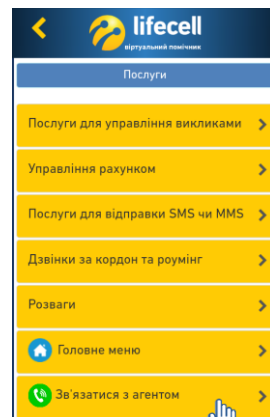 lifecell
віртуальний помічник
Послуги
Послуги для управління викликами
Управління рахунком
Послуги для відправки SMS чи MMS
Дзвінки за кордон та роумінг
Розваги
Головне меню
Зв'язатися з агентом